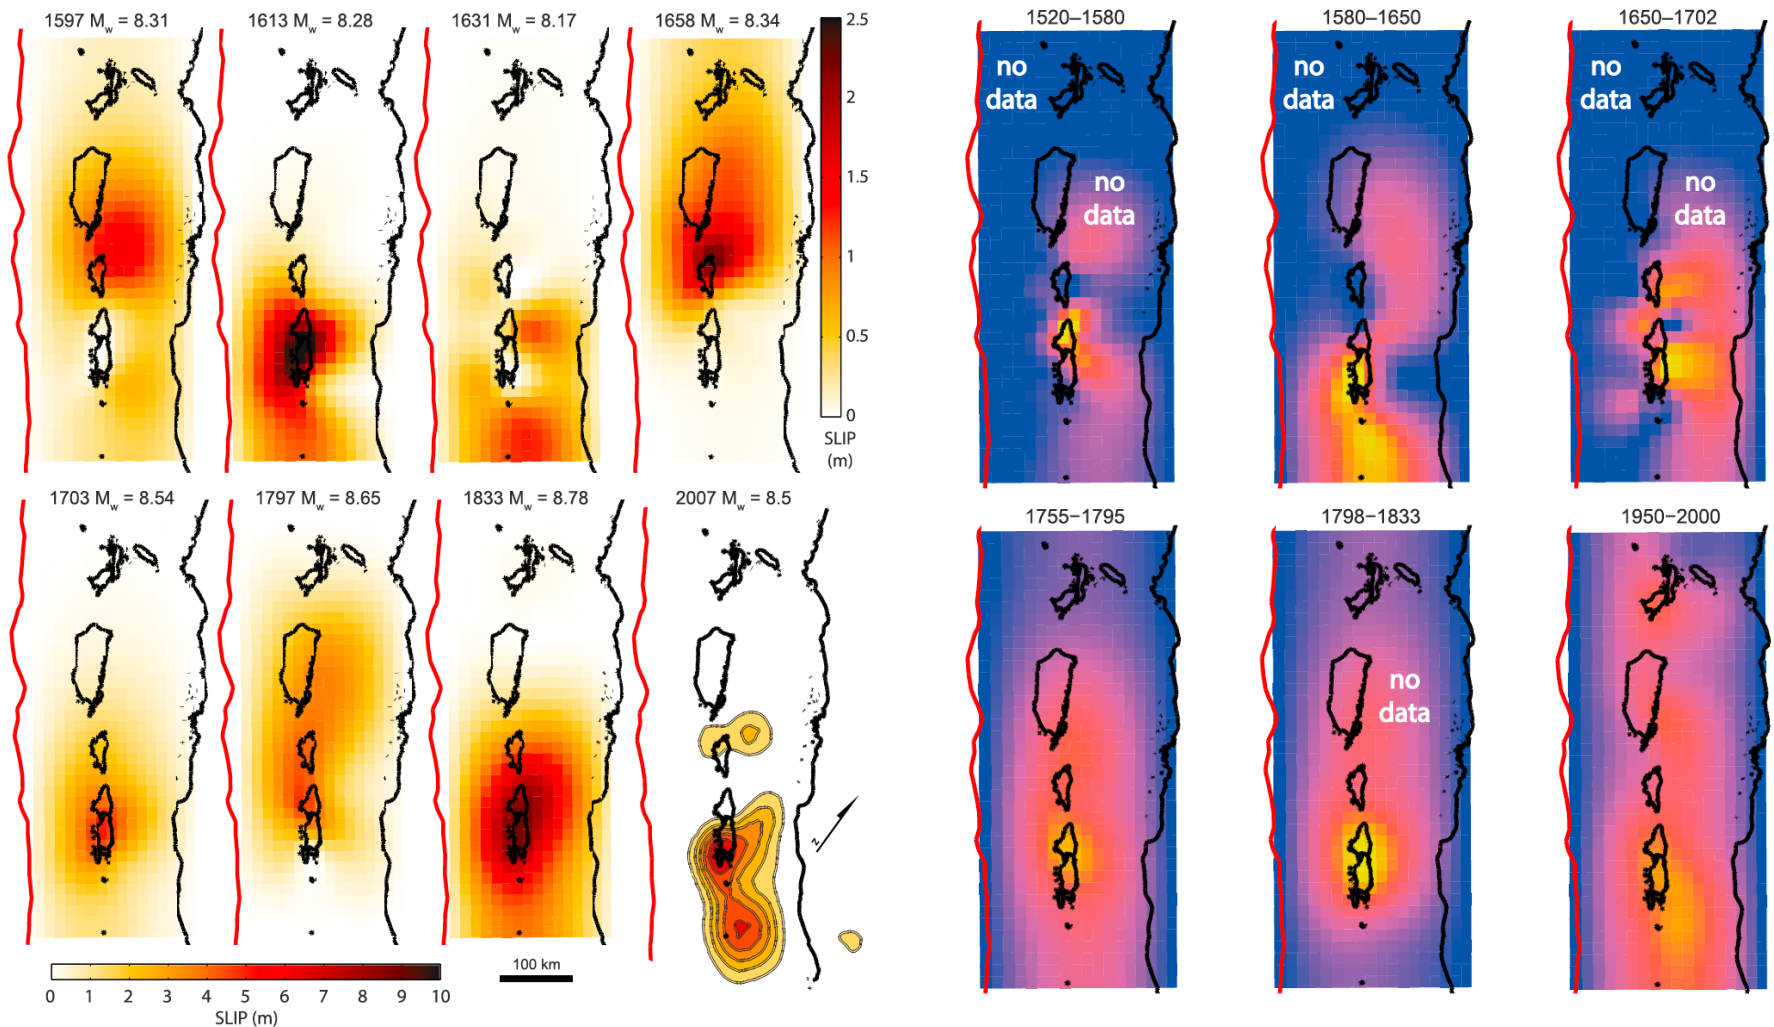 1597 Mw = 8.31
1613 Mw = 8.28
1631 Mw = 8.17
1658 Mw = 8.34
2.5
2
1.5
1
0.5
0
SLIP
(m)
1520–1580
no
data
no
data
1580–1650
no
data
1650–1702
no
data
no
data
1703 Mw = 8.54
1797 Mw = 8.65
1833 Mw = 8.78
2007 Mw = 8.5
N
0 1 2 3 4 5 6 7 8 9 10
SLIP (m)
100 km
1755–1795
1798–1833
no
data
1950–2000